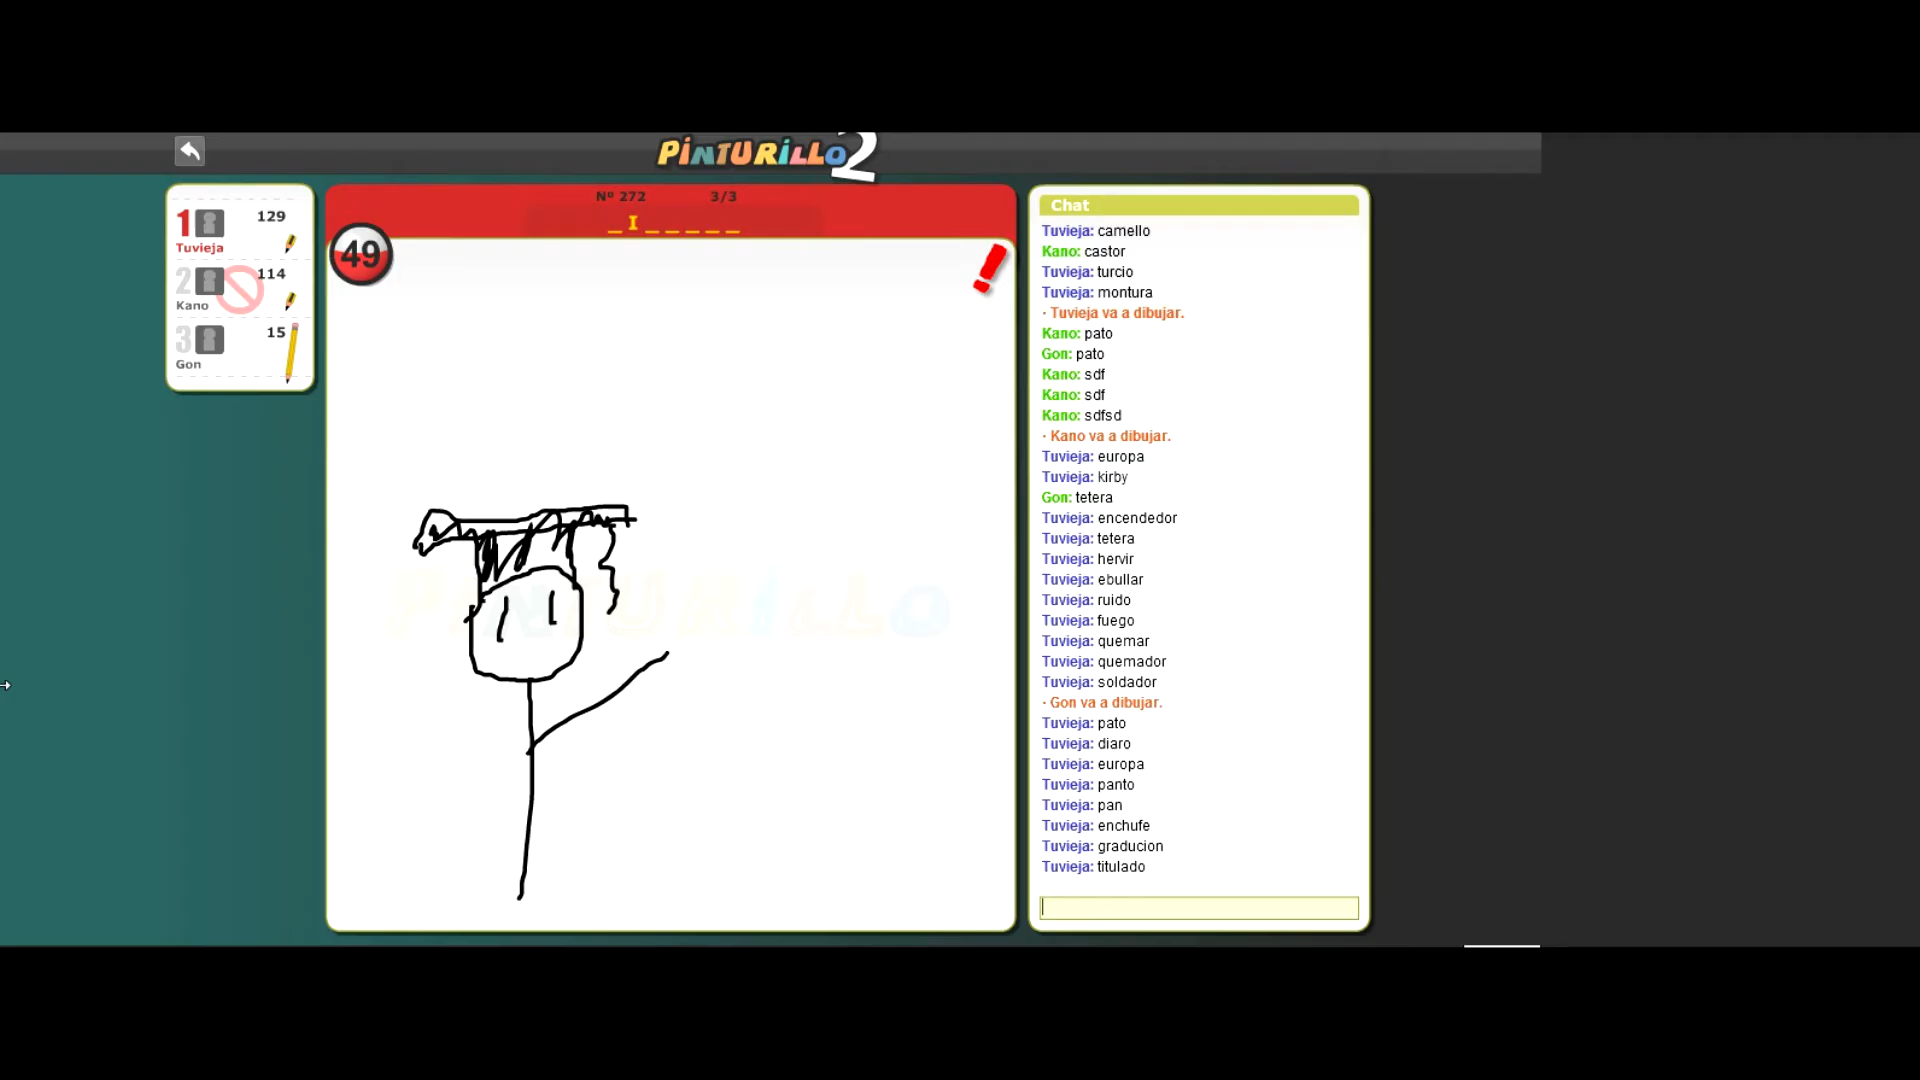 PINTURILLO 2
Nº 272 3/3
_ I _ _ _ _ _
49
1 129
Tuvieja
2 114
Kano
3 15
Gon
PINTURILLO
Chat
Tuvieja: camello
Kano: castor
Tuvieja: turcio
Tuvieja: montura
· Tuvieja va a dibujar.
Kano: pato
Gon: pato
Kano: sdf
Kano: sdf
Kano: sdfsd
· Kano va a dibujar.
Tuvieja: europa
Tuvieja: kirby
Gon: tetera
Tuvieja: encendedor
Tuvieja: tetera
Tuvieja: hervir
Tuvieja: ebullar
Tuvieja: ruido
Tuvieja: fuego
Tuvieja: quemar
Tuvieja: quemador
Tuvieja: soldador
· Gon va a dibujar.
Tuvieja: pato
Tuvieja: diaro
Tuvieja: europa
Tuvieja: panto
Tuvieja: pan
Tuvieja: enchufe
Tuvieja: graducion
Tuvieja: titulado